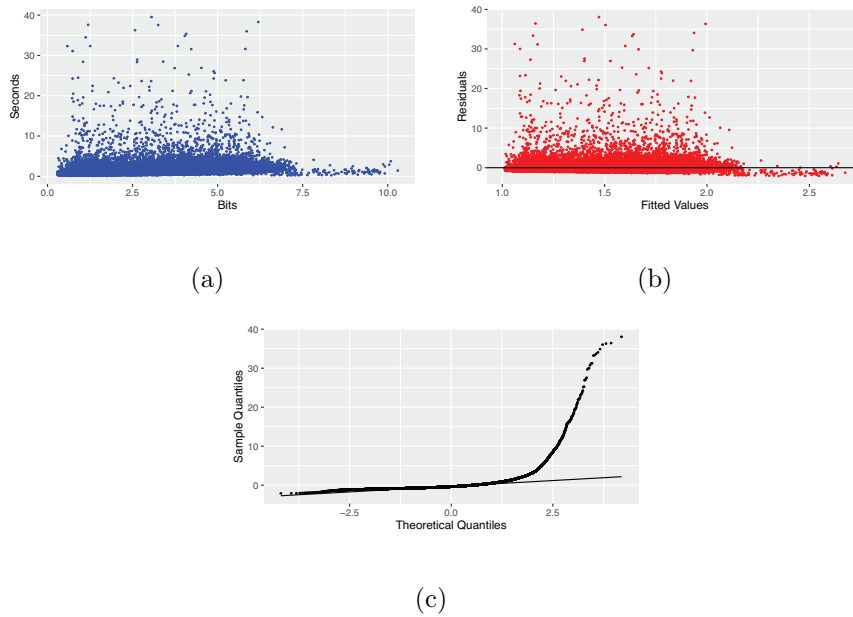 40
30
20
10
0
Seconds
0.0 2.5 5.0 7.5 10.0
Bits
(a)
40
30
20
10
0
Residuals
1.0 1.5 2.0 2.5
Fitted Values
(b)
40
30
20
10
0
Sample Quantiles
−2.5 0.0 2.5
Theoretical Quantiles
(c)